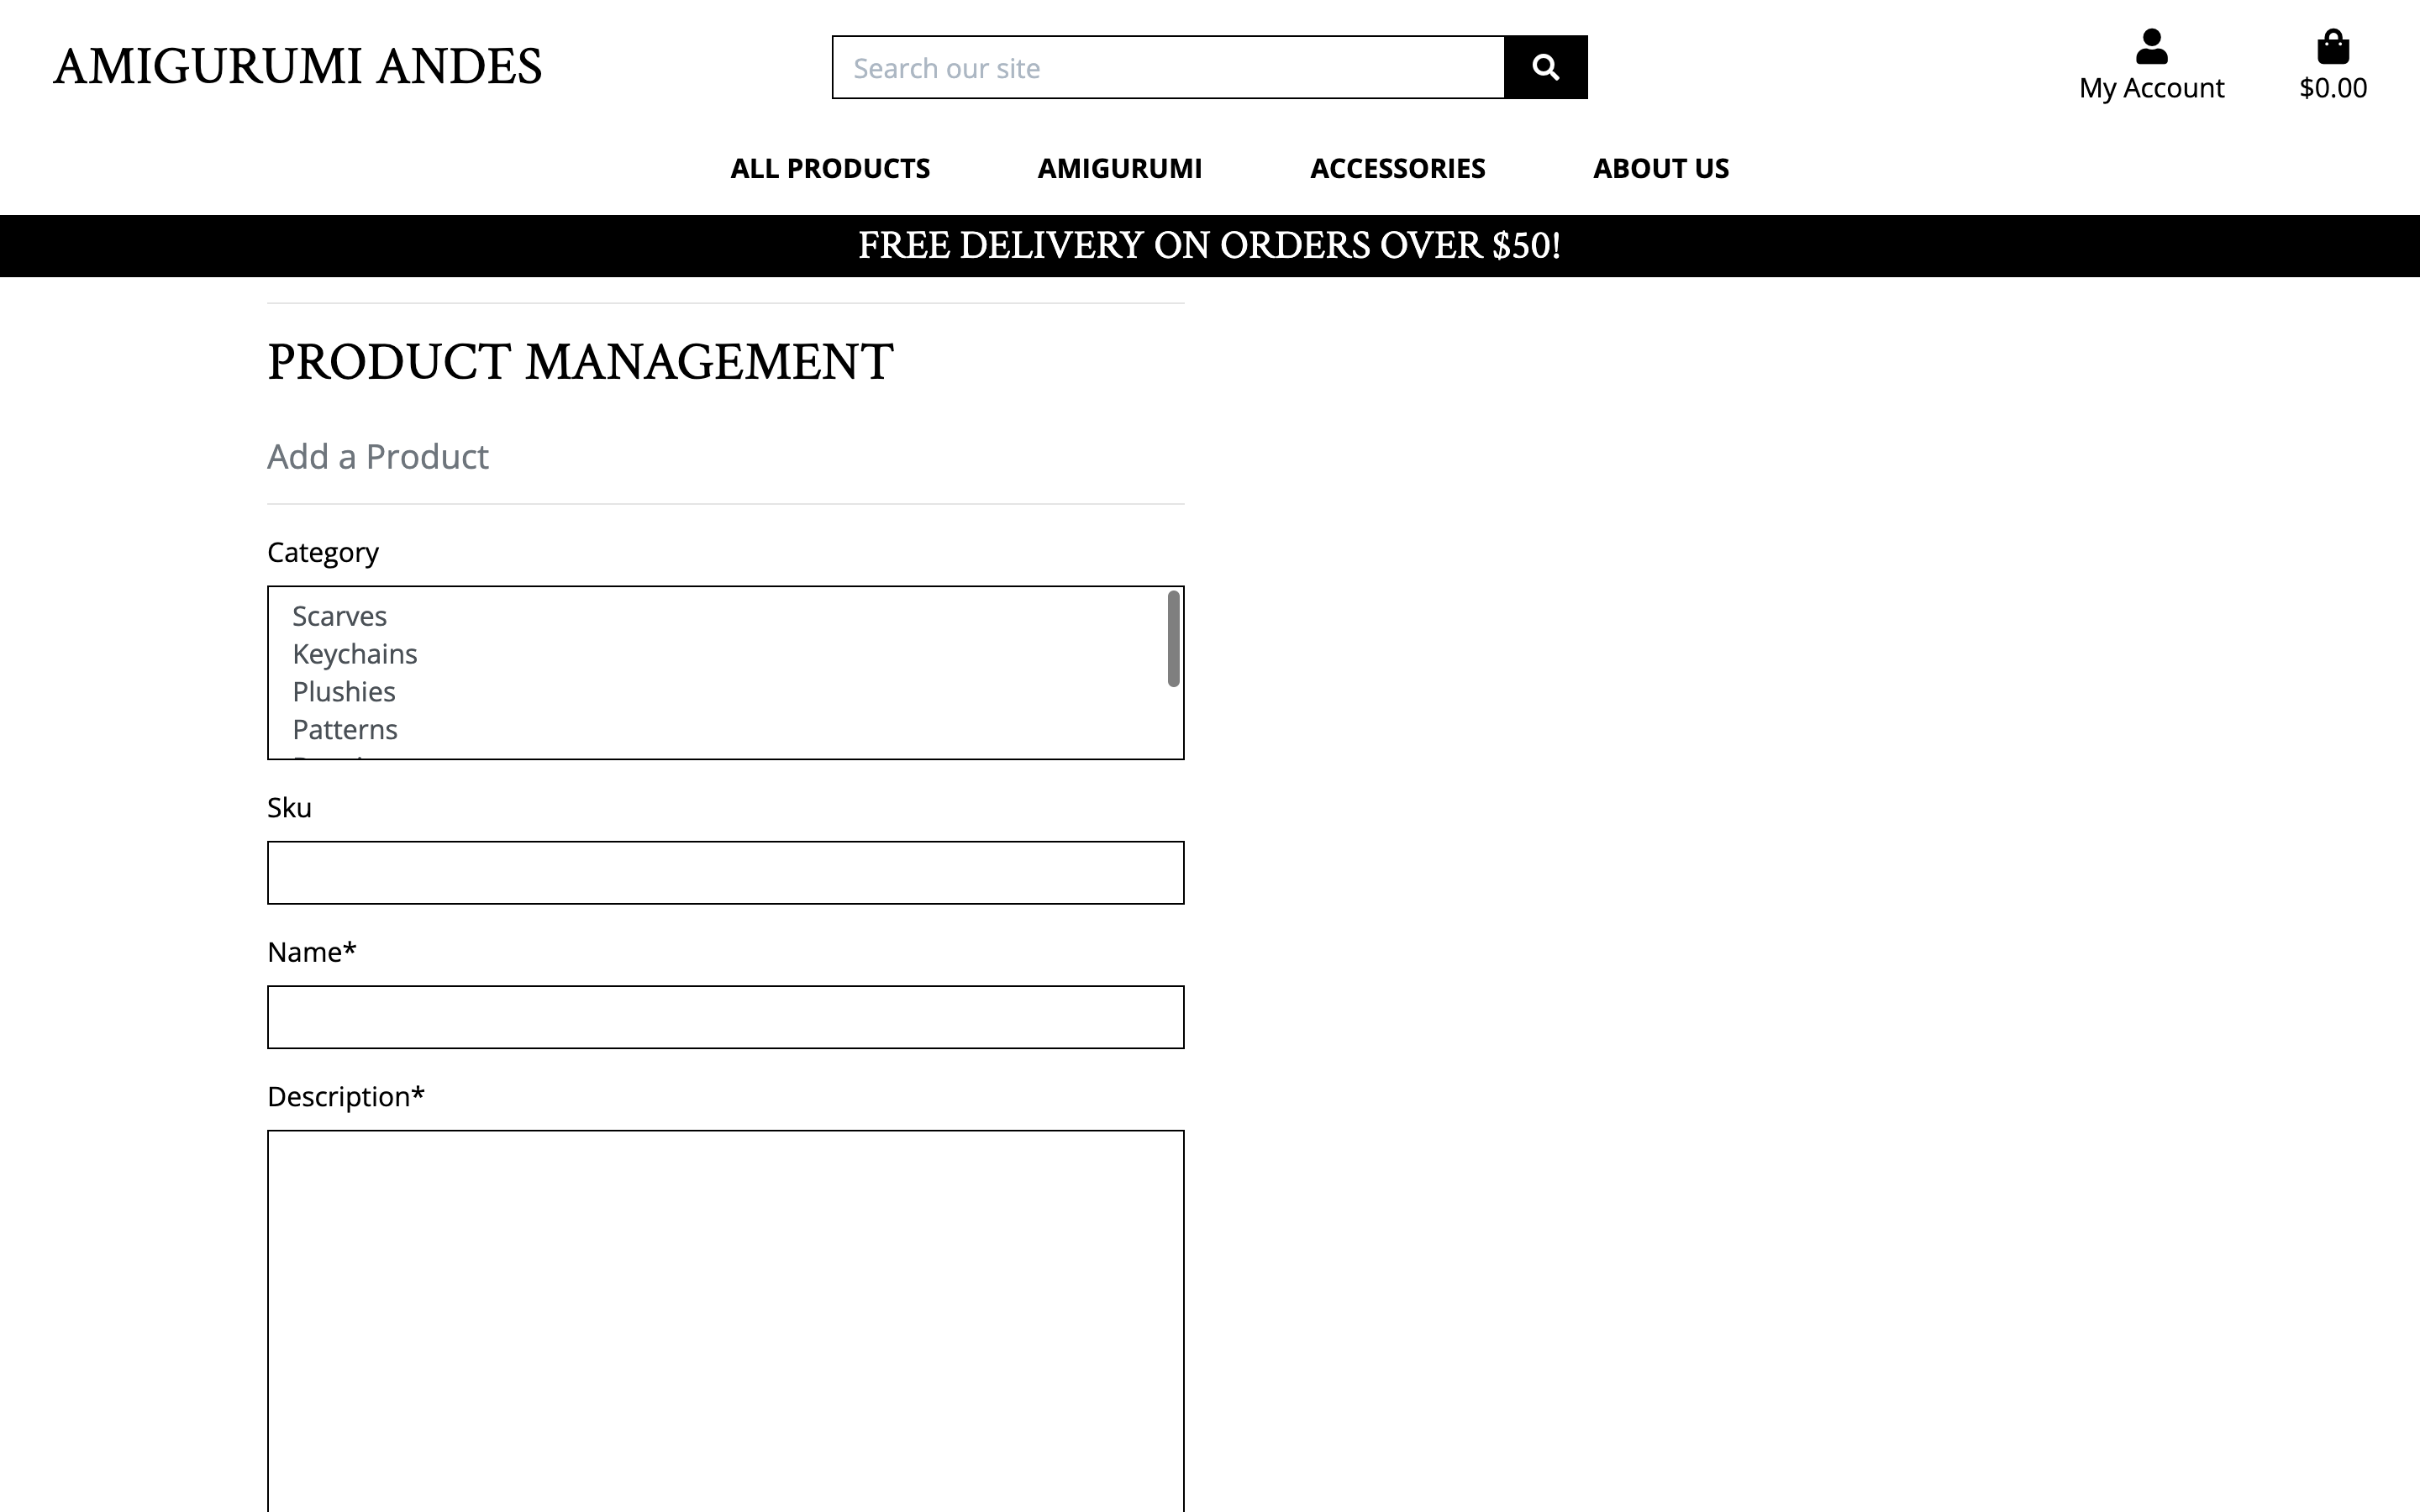 AMIGURUMI ANDES
Search our site
My Account
$0.00
ALL PRODUCTS
AMIGURUMI
ACCESSORIES
ABOUT US
FREE DELIVERY ON ORDERS OVER $50!
PRODUCT MANAGEMENT
Add a Product
Category
Scarves
Keychains
Plushies
Patterns
Sku
Name*
Description*